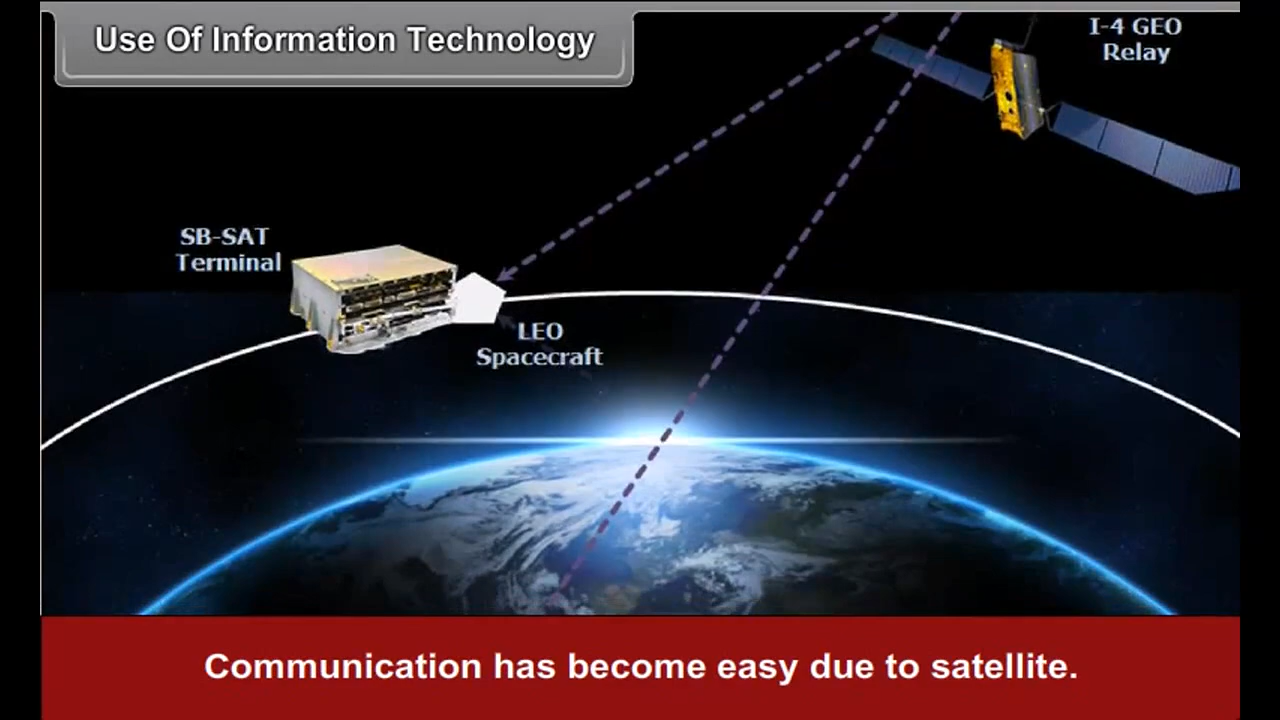 Use Of Information Technology
I-4 GEO
Relay
SB-SAT
Terminal
LEO
Spacecraft
Communication has become easy due to satellite.